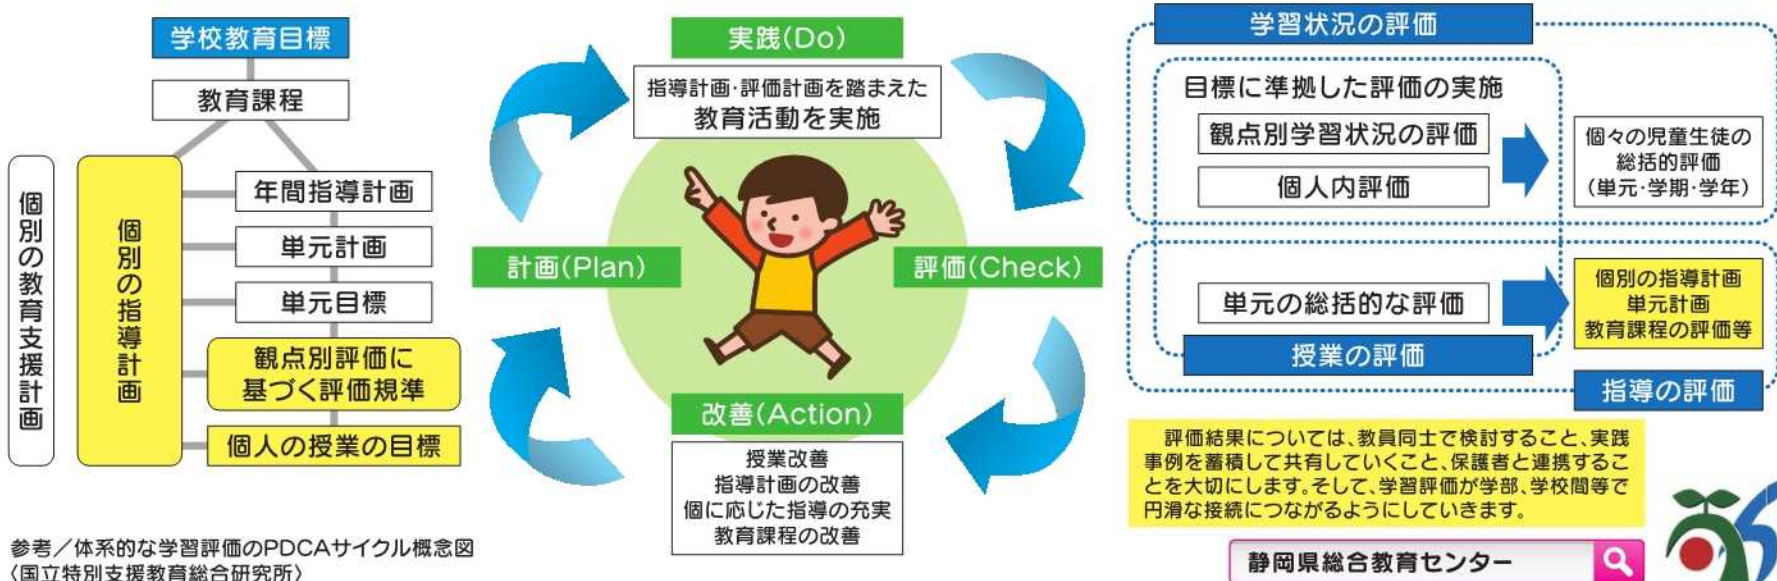 学校教育目標
教育課程
個別の教育支援計画
個別の指導計画
年間指導計画
単元計画
単元目標
観点別評価に
基づく評価規準
個人の授業の目標
参考／体系的な学習評価のPDCAサイクル概念図
〈国立特別支援教育総合研究所〉
実践(Do)
指導計画・評価計画を踏まえた
教育活動を実施
計画(Plan)
評価(Check)
改善(Action)
授業改善
指導計画の改善
個に応じた指導の充実
教育課程の改善
学習状況の評価
目標に準拠した評価の実施
観点別学習状況の評価
個人内評価
個々の児童生徒の
総括的評価
(単元・学期・学年)
単元の総括的な評価
個別の指導計画
単元計画
教育課程の評価等
授業の評価
指導の評価
評価結果については、教員同士で検討すること、実践
事例を蓄積して共有していくこと、保護者と連携するこ
とを大切にします。そして、学習評価が学部、学校間等で
円滑な接続につながるようにしていきます。
静岡県総合教育センター